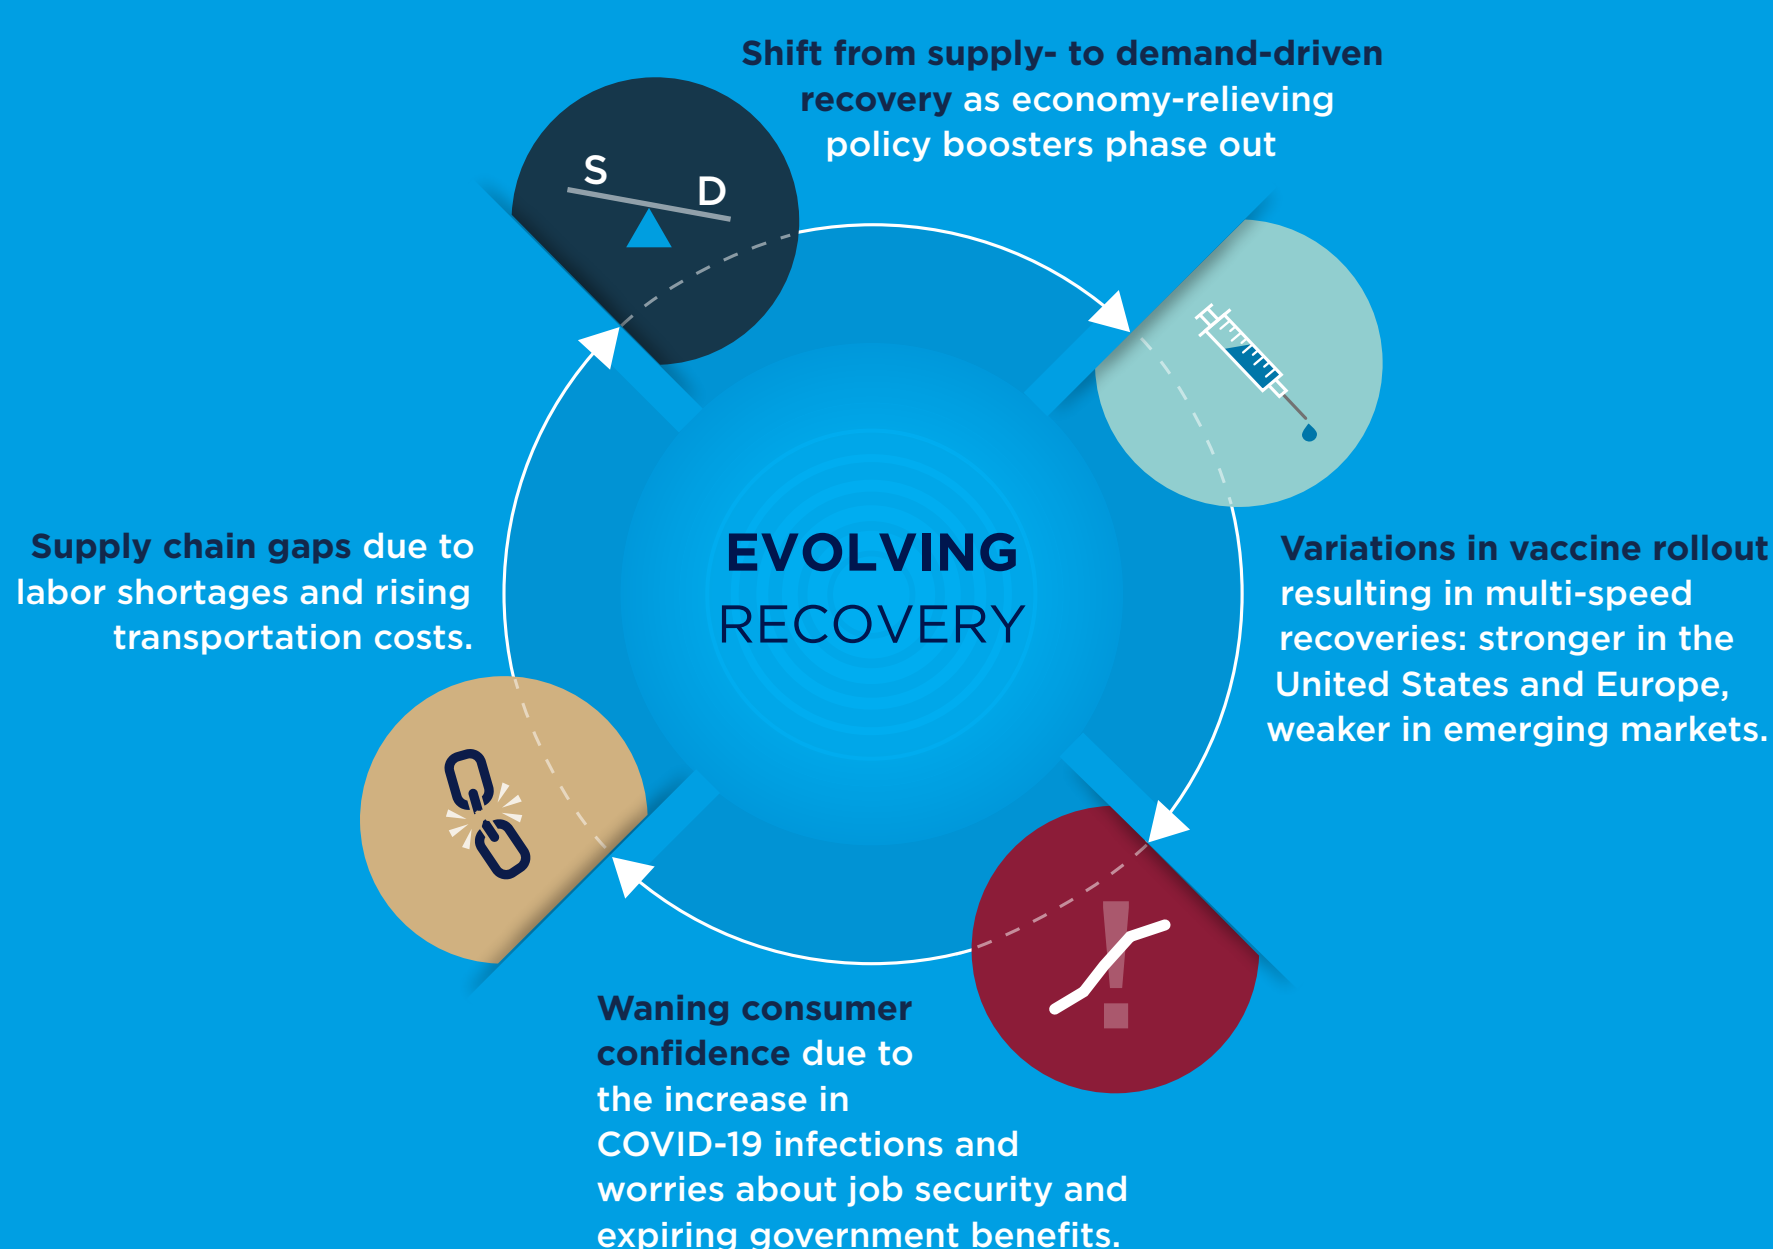 Shift from supply- to demand-driven
recovery as economy-relieving
policy boosters phase out
S
D
Variations in vaccine rollout
resulting in multi-speed
recoveries: stronger in the
United States and Europe,
weaker in emerging markets.
Supply chain gaps due to
labor shortages and rising
transportation costs.
EVOLVING
RECOVERY
!
Waning consumer
confidence due to
the increase in
COVID-19 infections and
worries about job security and
expiring government benefits.